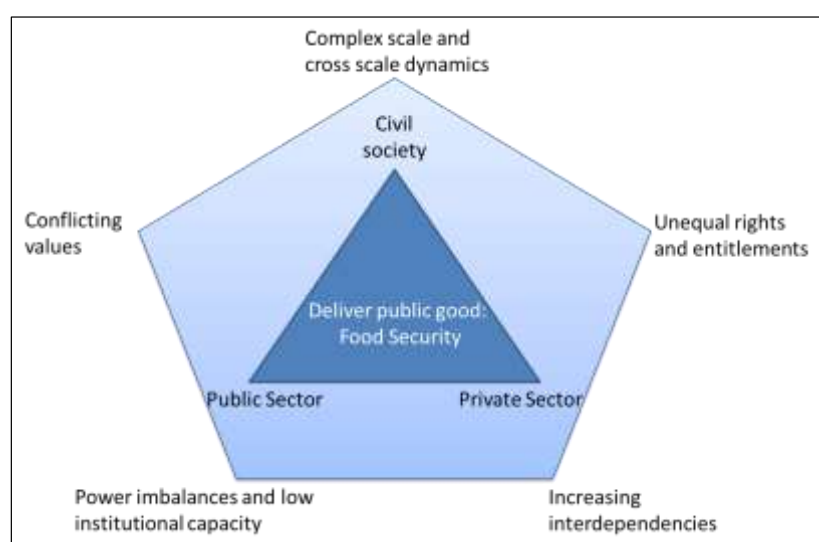 Complex scale and
cross scale dynamics
Civil
society
Conflicting
values
Unequal rights
and entitlements
Deliver public good:
Food Security
Public Sector
Private Sector
Power imbalances and low
institutional capacity
Increasing
interdependencies